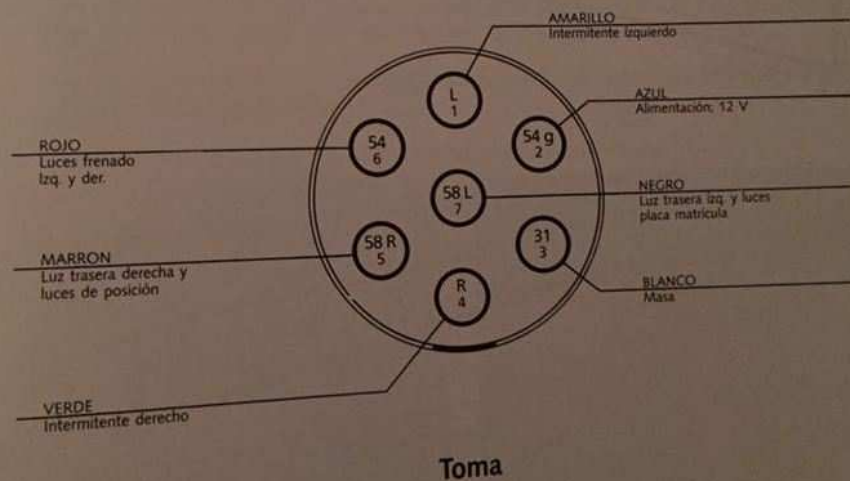 AMARILLO
Intermitente izquierdo
L
1
AZUL
Alimentación, 12 V
54 g
2
ROJO
Luces frenado
Izq. y der.
54
6
58 L
7
NEGRO
Luz trasera izq. y luces
placa matrícula
MARRON
Luz trasera derecha y
luces de posición
58 R
5
31
3
BLANCO
Masa
R
4
VERDE
Intermitente derecho
Toma